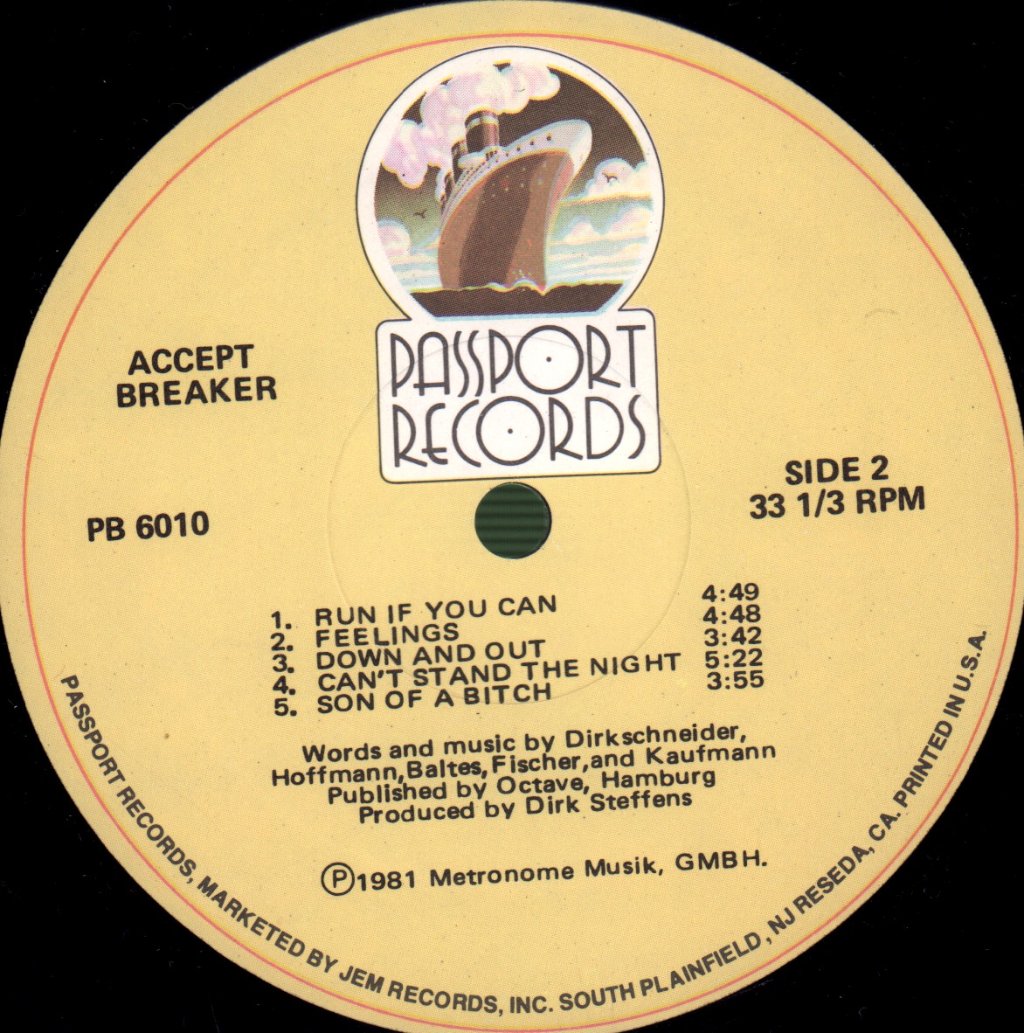 PASSPORT
RECORDS
ACCEPT
BREAKER
SIDE 2
33 1/3 RPM
PB 6010
1. RUN IF YOU CAN 4:49
2. FEELINGS 4:48
3. DOWN AND OUT 3:42
4. CAN'T STAND THE NIGHT 5:22
5. SON OF A BITCH 3:55
Words and music by Dirkschneider,
Hoffmann, Baltes, Fischer, and Kaufmann
Published by Octave, Hamburg
Produced by Dirk Steffens
Ⓟ1981 Metronome Musik, GMBH.
PASSPORT RECORDS, MARKETED BY JEM RECORDS, INC. SOUTH PLAINFIELD, NJ RESEDA, CA. PRINTED IN U.S.A.